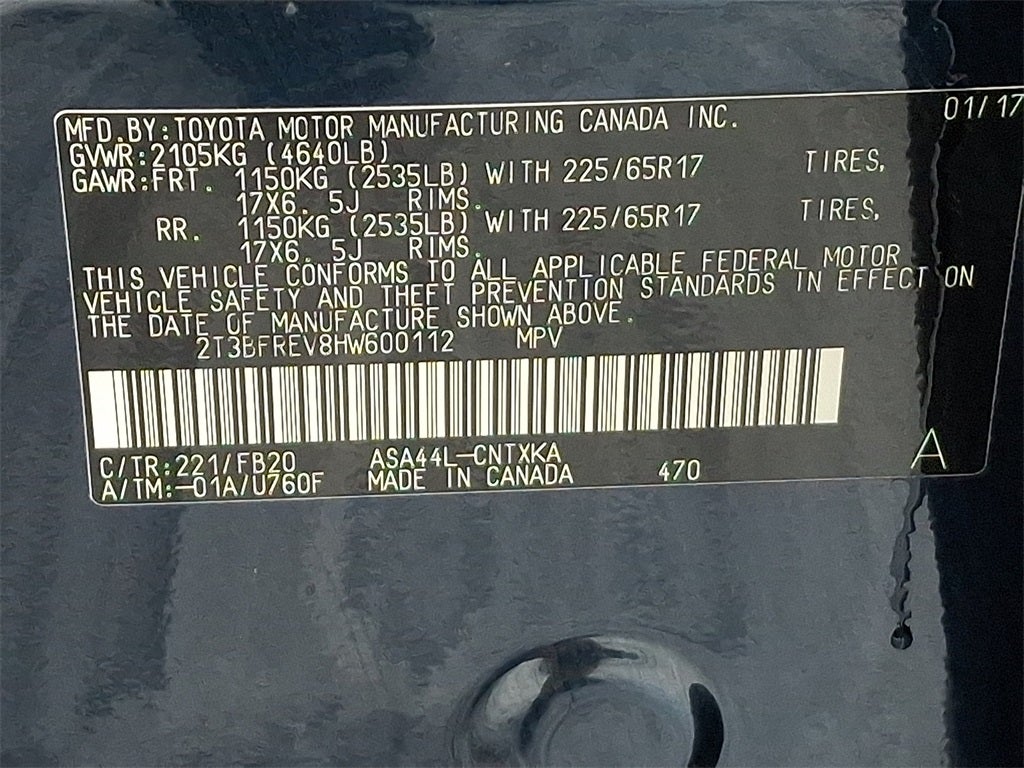 MFD.BY:TOYOTA MOTOR MANUFACTURING CANADA INC. 01/17
GVWR:2105KG (4640LB)
GAWR:FRT. 1150KG (2535LB) WITH 225/65R17 TIRES,
17X6.5J RIMS.
RR. 1150KG (2535LB) WITH 225/65R17 TIRES,
17X6.5J RIMS.
THIS VEHICLE CONFORMS TO ALL APPLICABLE FEDERAL MOTOR
VEHICLE SAFETY AND THEFT PREVENTION STANDARDS IN EFFECT ON
THE DATE OF MANUFACTURE SHOWN ABOVE.
2T3BFREV8HW600112 MPV
C/TR:221/FB20 ASA44L-CNTXKA
A/TM:-01A/U760F MADE IN CANADA 470 A